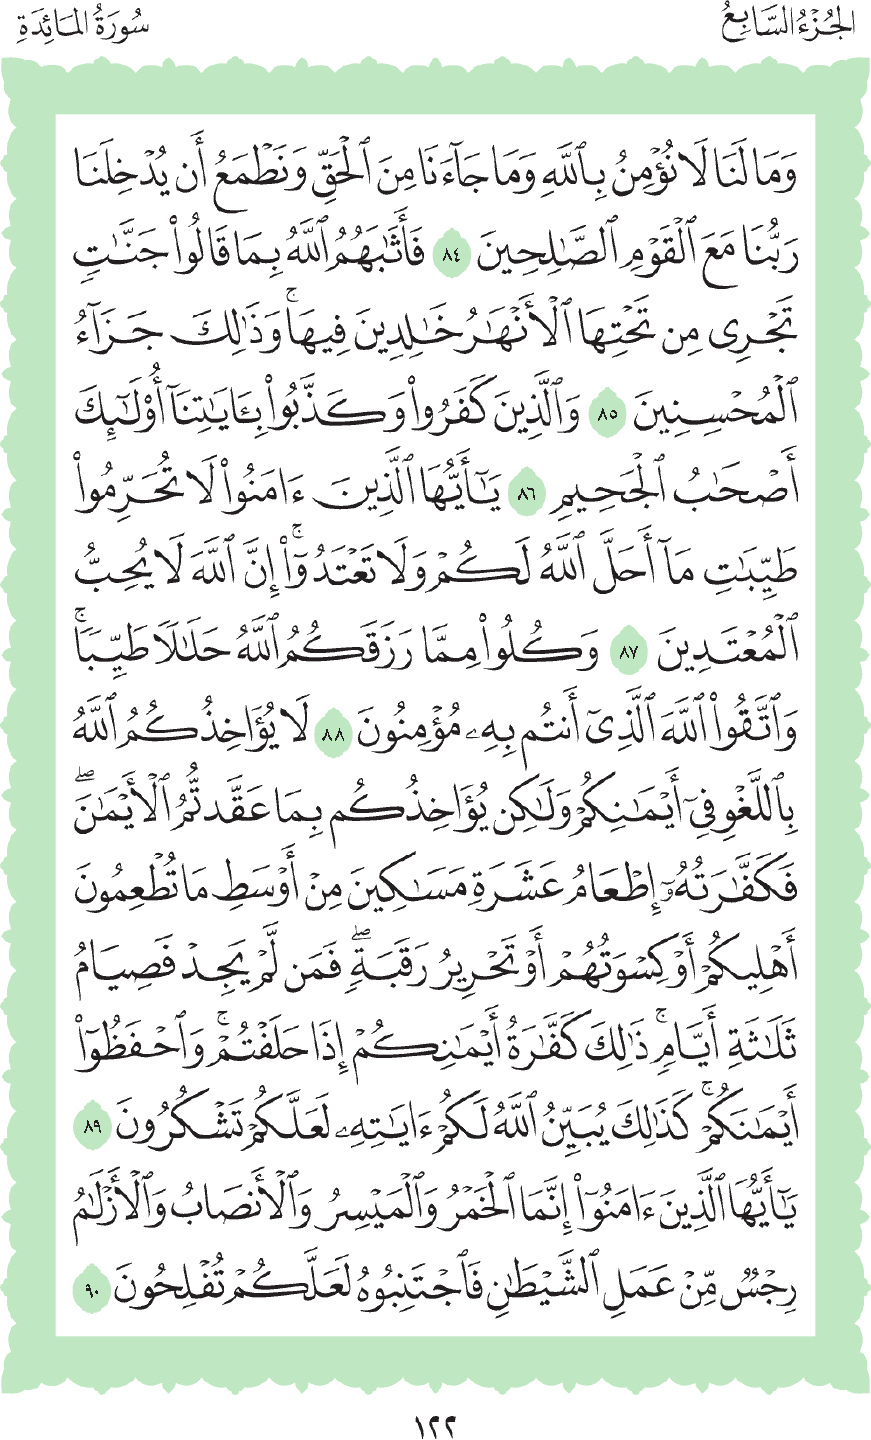 الجُزْءُ السَّابِعُ
سُورَةُ المَائِدَةِ
وَمَا لَنَا لَا نُؤْمِنُ بِٱللَّهِ وَمَا جَآءَنَا مِنَ ٱلْحَقِّ وَنَطْمَعُ أَن يُدْخِلَنَا
رَبُّنَا مَعَ ٱلْقَوْمِ ٱلصَّـٰلِحِينَ ٨٤ فَأَثَـٰبَهُمُ ٱللَّهُ بِمَا قَالُوا۟ جَنَّـٰتٍ
تَجْرِى مِن تَحْتِهَا ٱلْأَنْهَـٰرُ خَـٰلِدِينَ فِيهَا ۚ وَذَٰلِكَ جَزَآءُ
ٱلْمُحْسِنِينَ ٨٥ وَٱلَّذِينَ كَفَرُوا۟ وَكَذَّبُوا۟ بِـَٔايَـٰتِنَآ أُو۟لَـٰٓئِكَ
أَصْحَـٰبُ ٱلْجَحِيمِ ٨٦ يَـٰٓأَيُّهَا ٱلَّذِينَ ءَامَنُوا۟ لَا تُحَرِّمُوا۟
طَيِّبَـٰتِ مَآ أَحَلَّ ٱللَّهُ لَكُمْ وَلَا تَعْتَدُوٓا۟ ۚ إِنَّ ٱللَّهَ لَا يُحِبُّ
ٱلْمُعْتَدِينَ ٨٧ وَكُلُوا۟ مِمَّا رَزَقَكُمُ ٱللَّهُ حَلَـٰلًا طَيِّبًا ۚ
وَٱتَّقُوا۟ ٱللَّهَ ٱلَّذِىٓ أَنتُم بِهِۦ مُؤْمِنُونَ ٨٨ لَا يُؤَاخِذُكُمُ ٱللَّهُ
بِٱللَّغْوِ فِىٓ أَيْمَـٰنِكُمْ وَلَـٰكِن يُؤَاخِذُكُم بِمَا عَقَّدتُّمُ ٱلْأَيْمَـٰنَ ۖ
فَكَفَّـٰرَتُهُۥٓ إِطْعَامُ عَشَرَةِ مَسَـٰكِينَ مِنْ أَوْسَطِ مَا تُطْعِمُونَ
أَهْلِيكُمْ أَوْ كِسْوَتُهُمْ أَوْ تَحْرِيرُ رَقَبَةٍ ۖ فَمَن لَّمْ يَجِدْ فَصِيَامُ
ثَلَـٰثَةِ أَيَّامٍ ۚ ذَٰلِكَ كَفَّـٰرَةُ أَيْمَـٰنِكُمْ إِذَا حَلَفْتُمْ ۚ وَٱحْفَظُوٓا۟
أَيْمَـٰنَكُمْ ۚ كَذَٰلِكَ يُبَيِّنُ ٱللَّهُ لَكُمْ ءَايَـٰتِهِۦ لَعَلَّكُمْ تَشْكُرُونَ ٨٩
يَـٰٓأَيُّهَا ٱلَّذِينَ ءَامَنُوٓا۟ إِنَّمَا ٱلْخَمْرُ وَٱلْمَيْسِرُ وَٱلْأَنصَابُ وَٱلْأَزْلَـٰمُ
رِجْسٌ مِّنْ عَمَلِ ٱلشَّيْطَـٰنِ فَٱجْتَنِبُوهُ لَعَلَّكُمْ تُفْلِحُونَ ٩٠
١٢٢